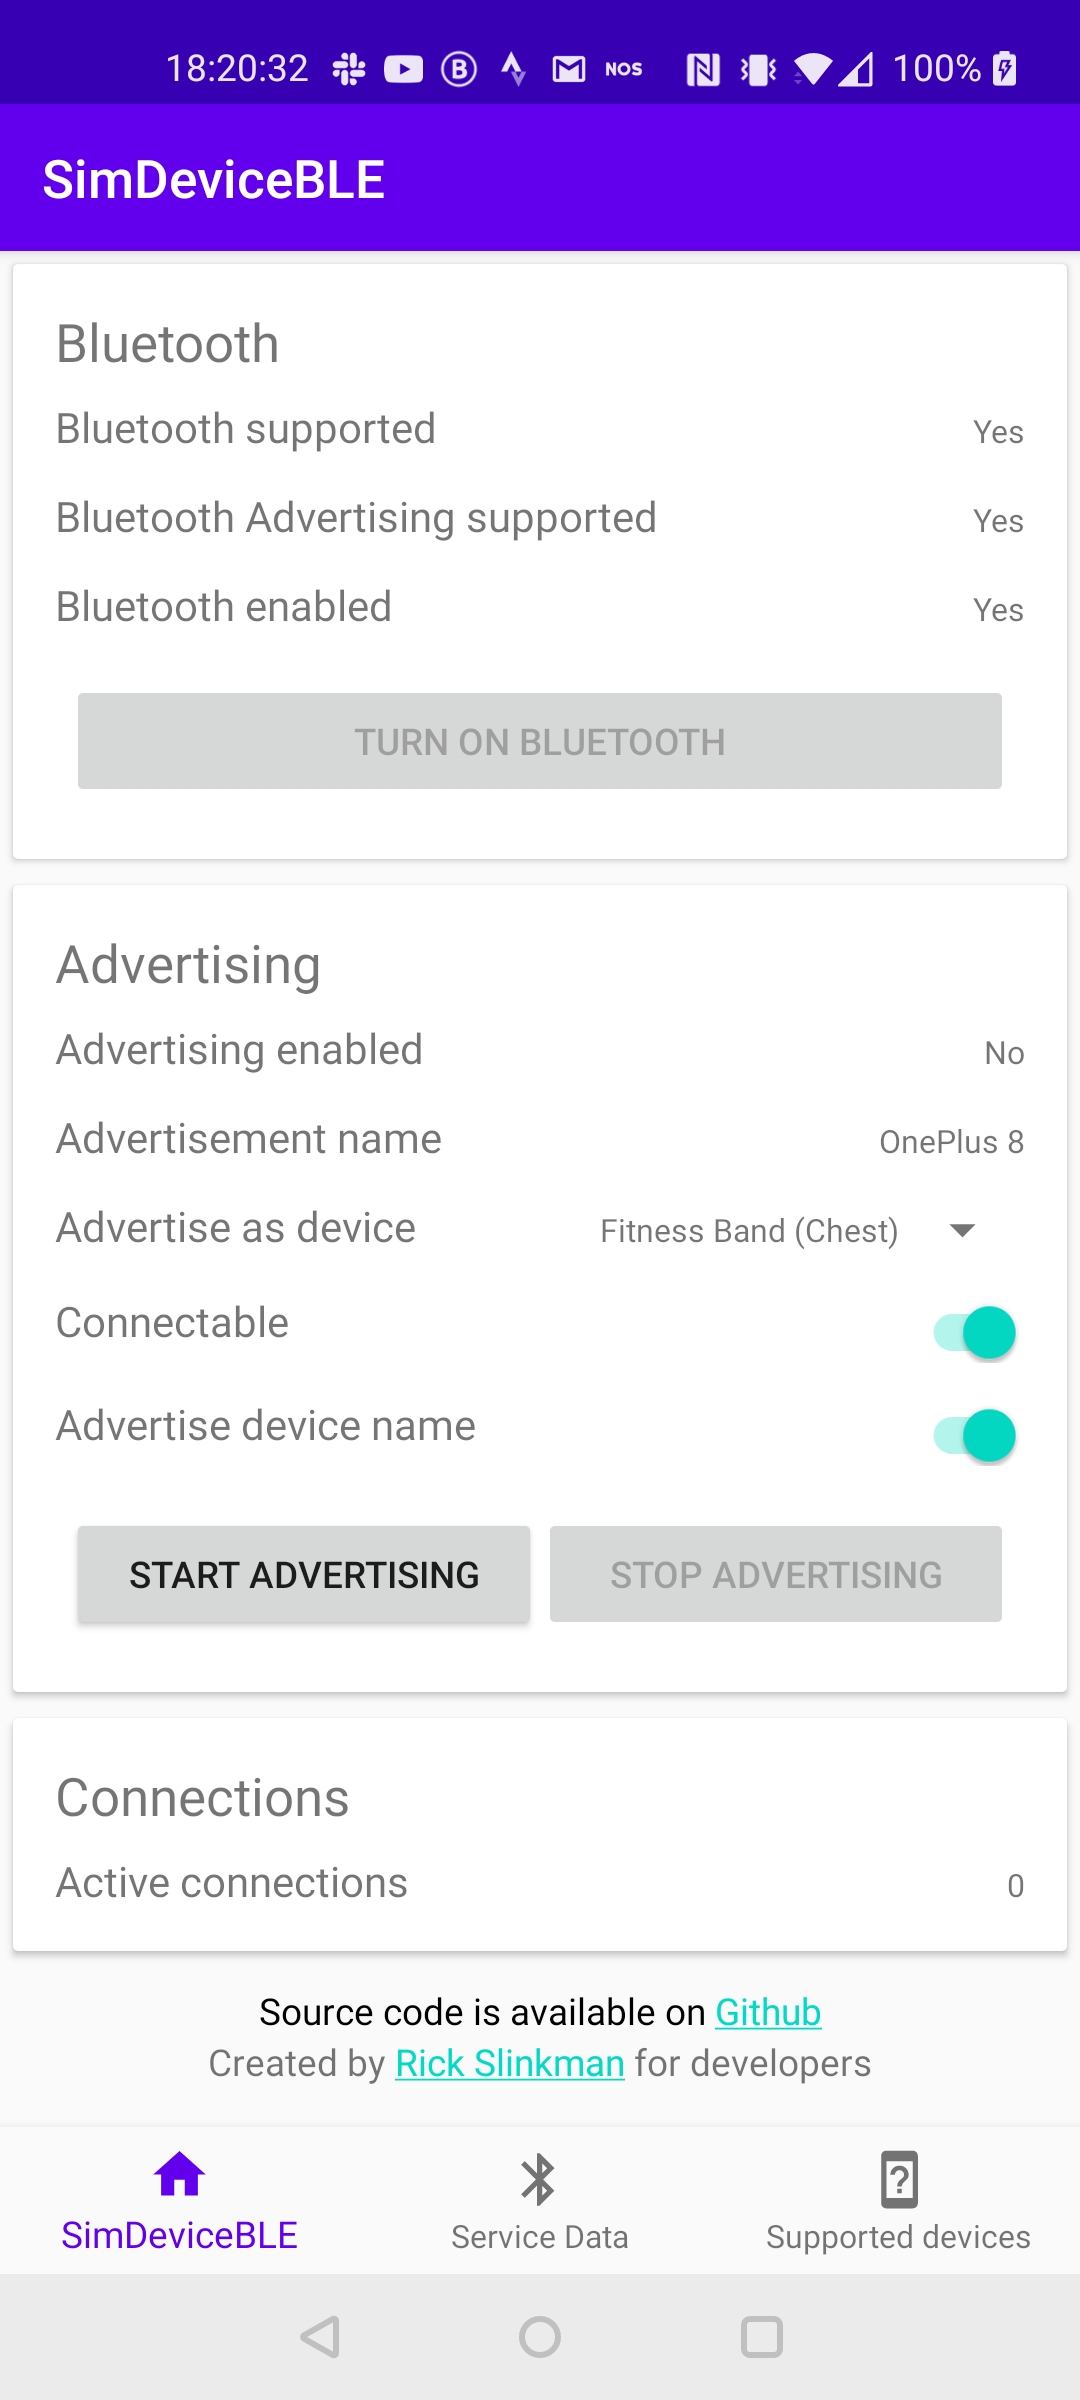 18:20:32 B NOS 100%
SimDeviceBLE
Bluetooth
Bluetooth supported Yes
Bluetooth Advertising supported Yes
Bluetooth enabled Yes
TURN ON BLUETOOTH
Advertising
Advertising enabled No
Advertisement name OnePlus 8
Advertise as device Fitness Band (Chest)
Connectable
Advertise device name
START ADVERTISING STOP ADVERTISING
Connections
Active connections 0
Source code is available on Github
Created by Rick Slinkman for developers
SimDeviceBLE Service Data Supported devices